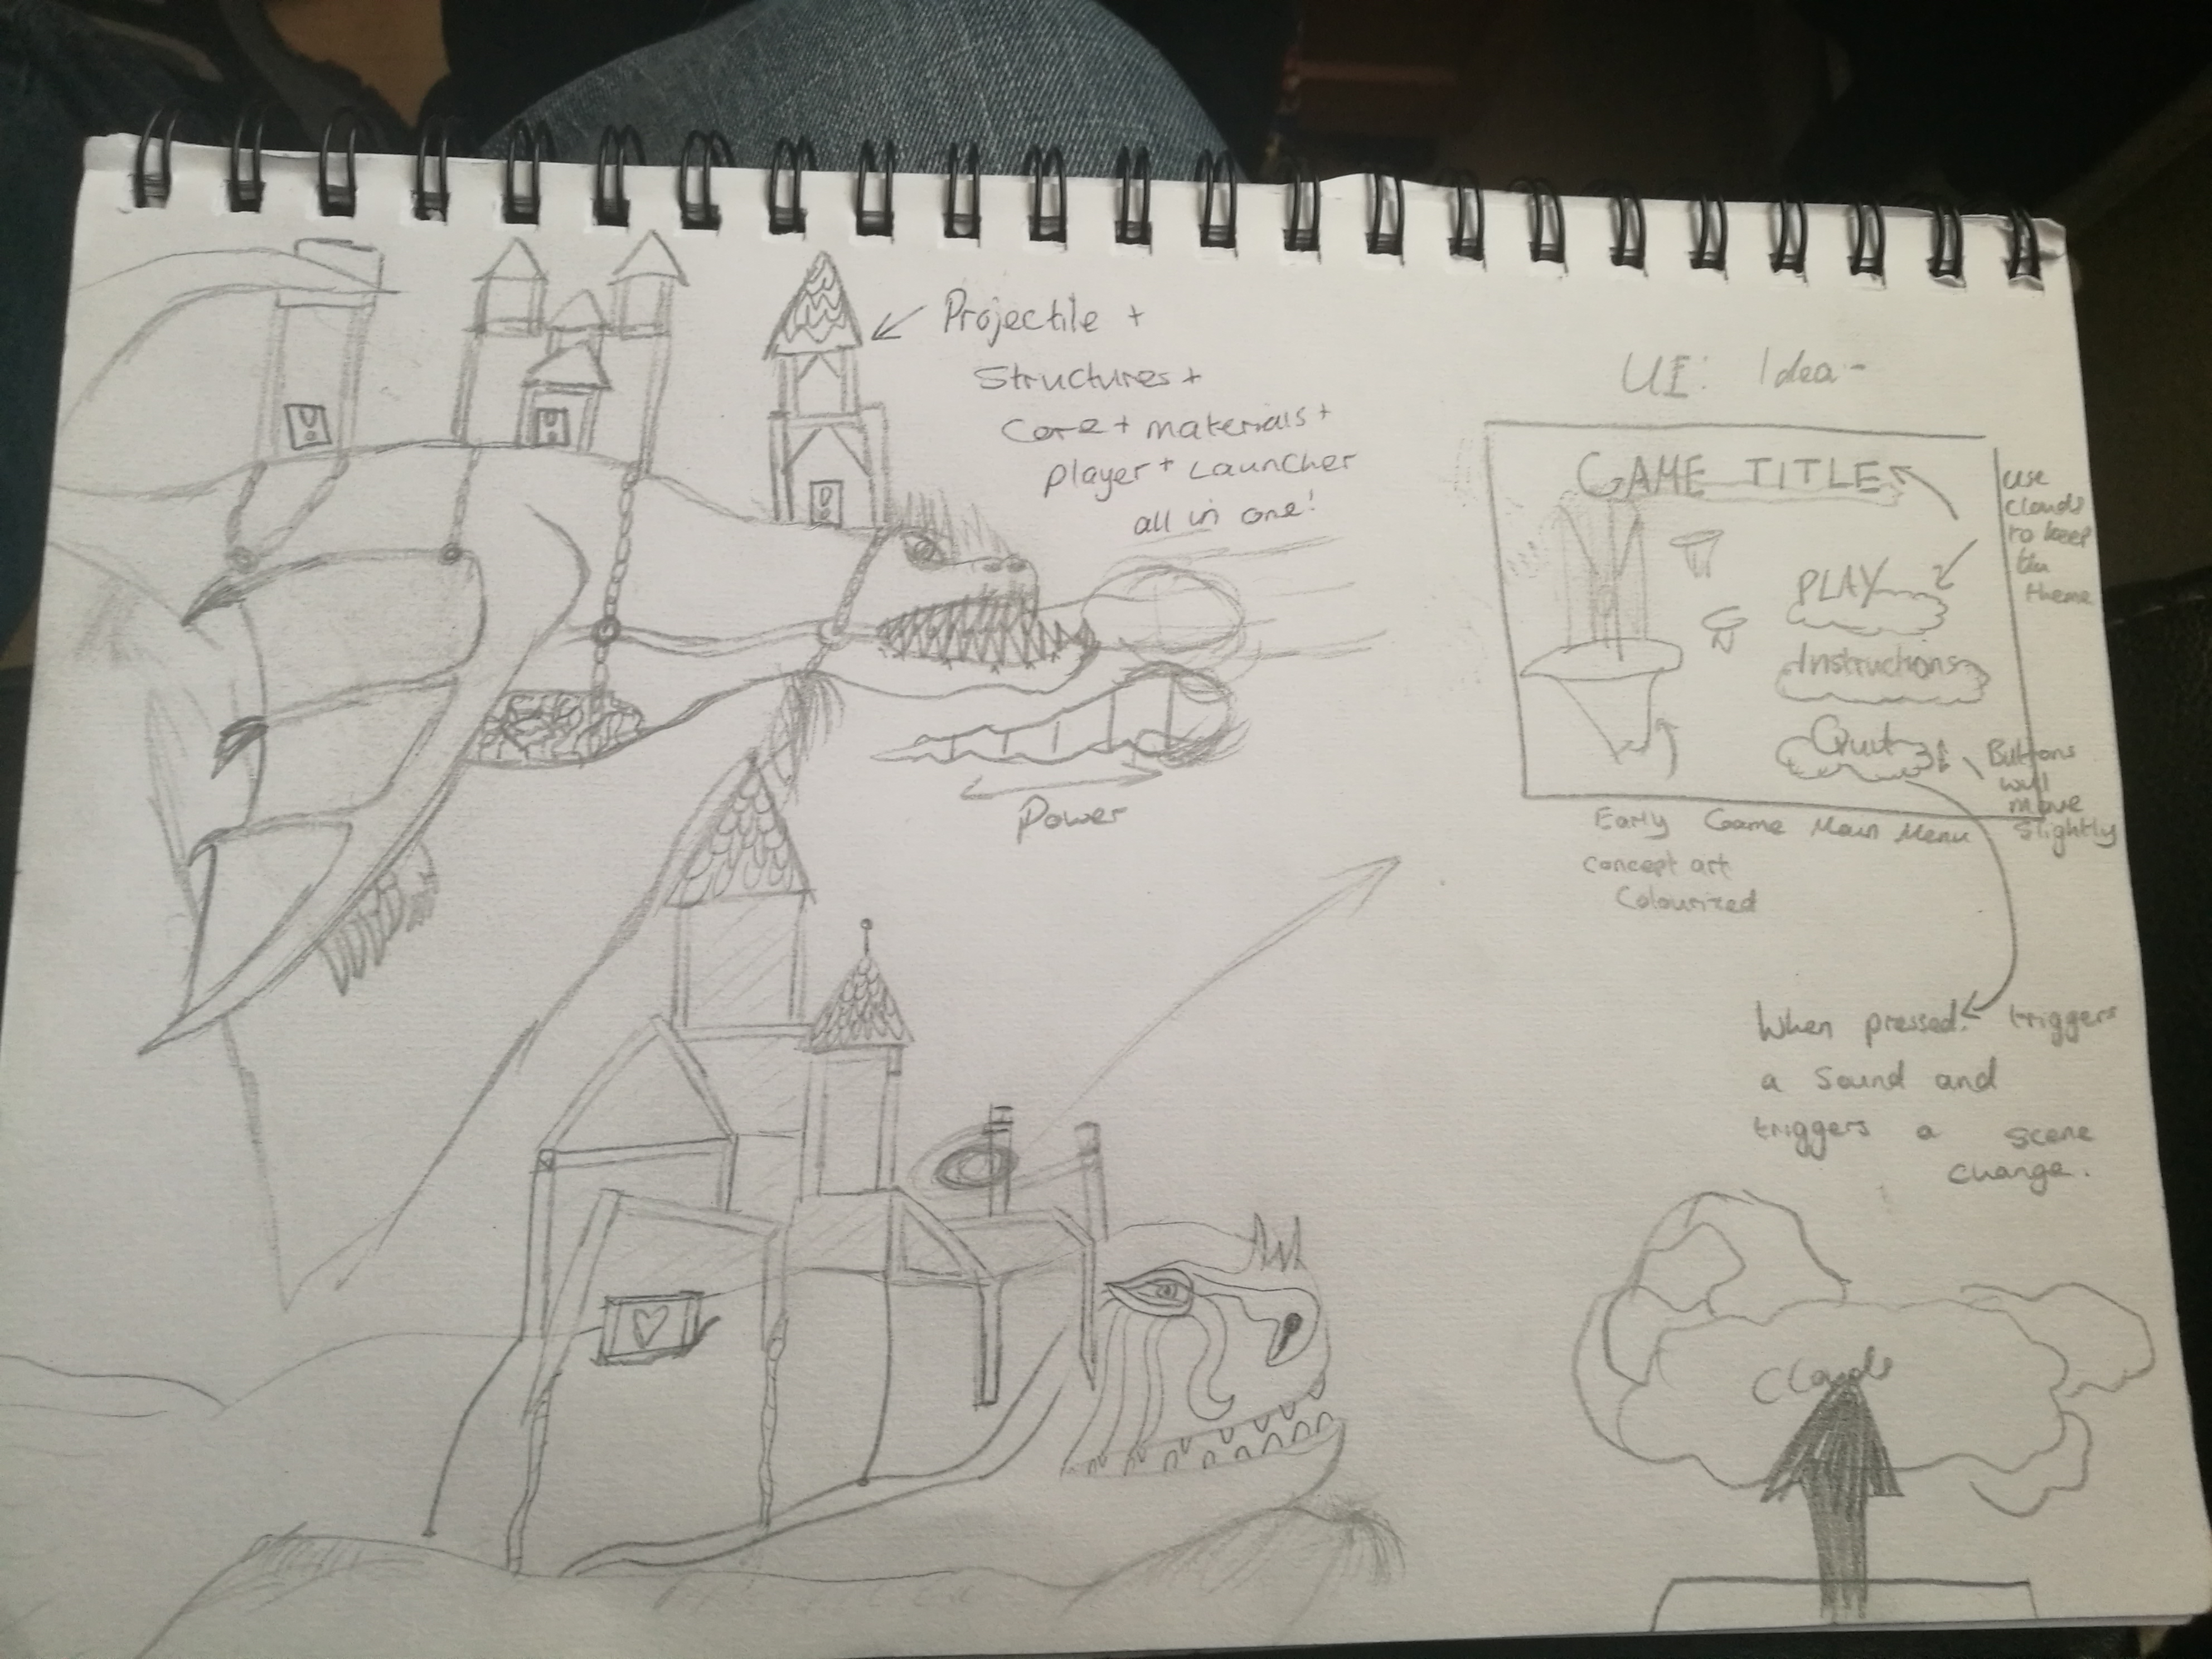 Projectile +
Structures +
Core + materials +
Player + Launcher
all in one!
Power
UI: Idea -
GAME TITLE
PLAY
Instructions
Quit
use
clouds
to keep
the
theme
Buttons
will
move
slightly
Early Game Main Menu
concept art
Colourized
When pressed. triggers
a sound and
triggers a scene
change.